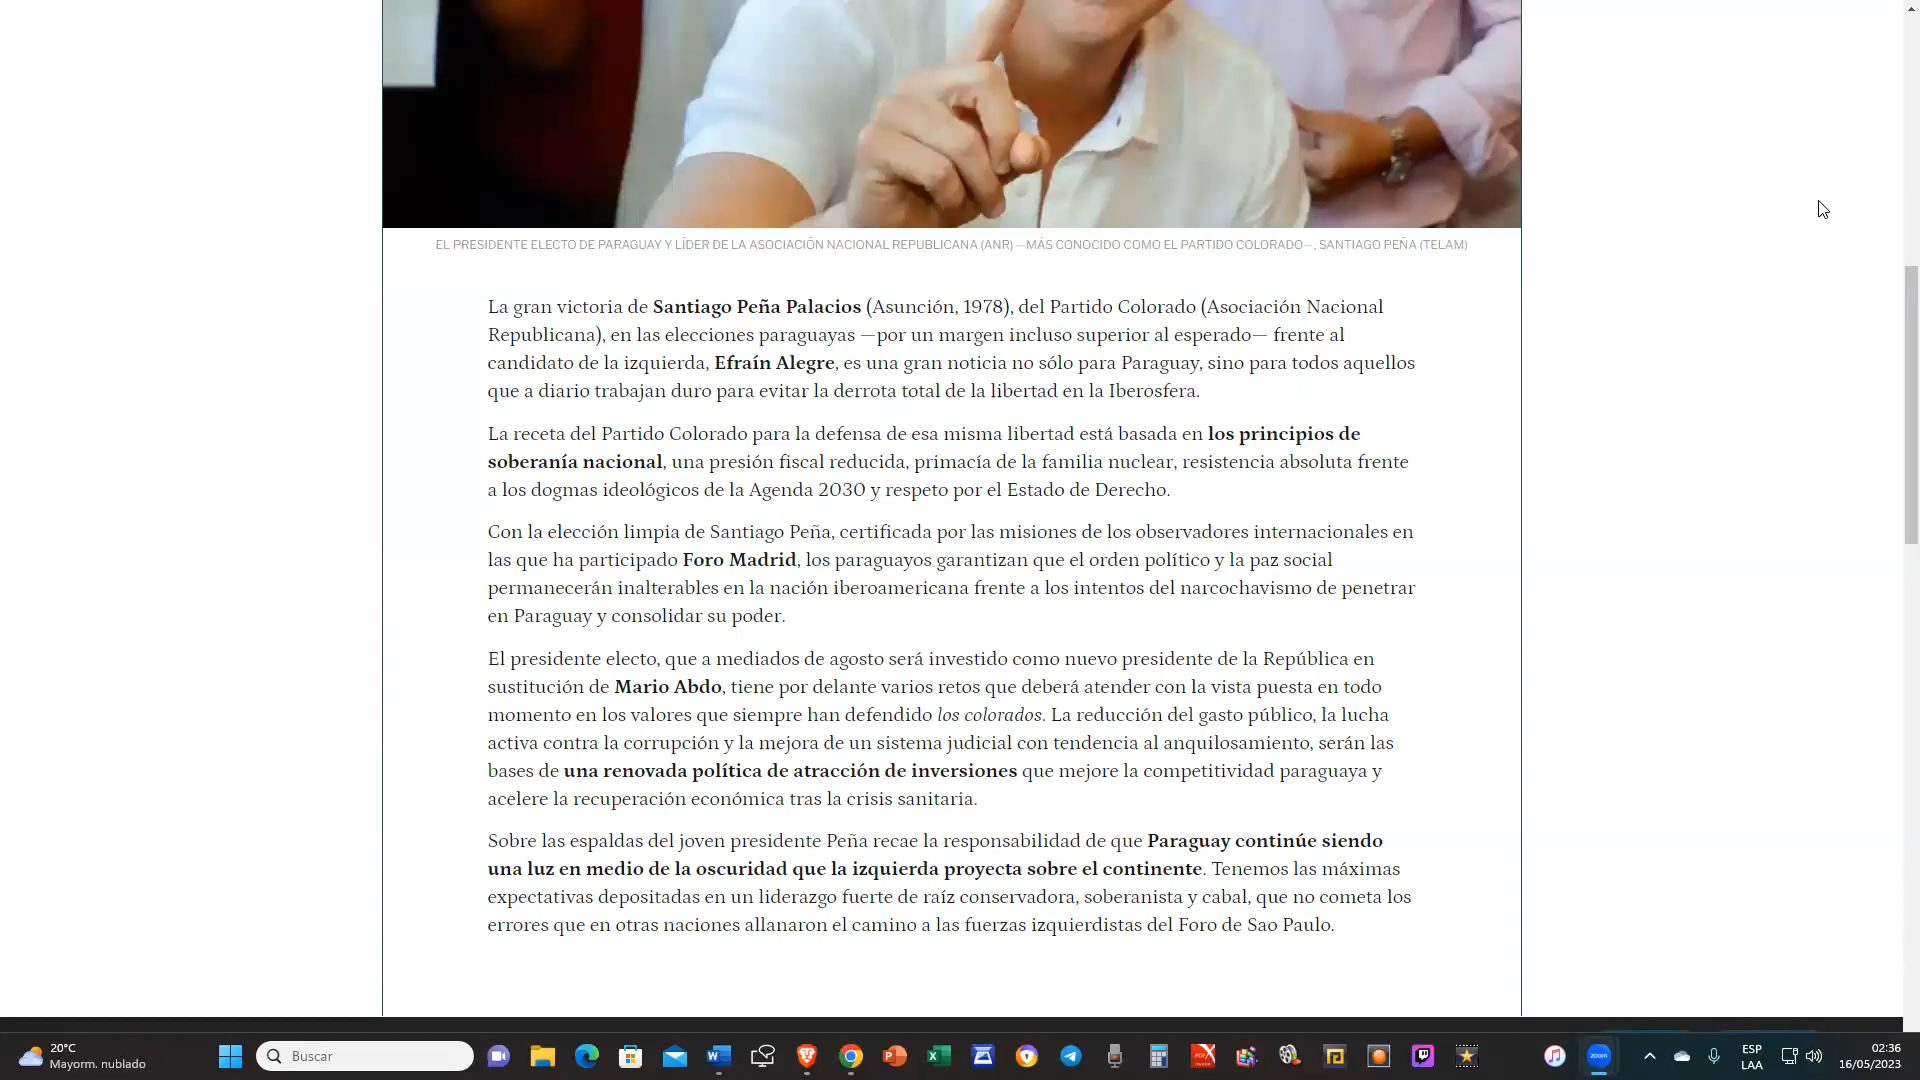 EL PRESIDENTE ELECTO DE PARAGUAY Y LÍDER DE LA ASOCIACIÓN NACIONAL REPUBLICANA (ANR) —MÁS CONOCIDO COMO EL PARTIDO COLORADO—, SANTIAGO PEÑA (TELAM)
La gran victoria de Santiago Peña Palacios (Asunción, 1978), del Partido Colorado (Asociación Nacional
Republicana), en las elecciones paraguayas —por un margen incluso superior al esperado— frente al
candidato de la izquierda, Efraín Alegre, es una gran noticia no sólo para Paraguay, sino para todos aquellos
que a diario trabajan duro para evitar la derrota total de la libertad en la Iberosfera.
La receta del Partido Colorado para la defensa de esa misma libertad está basada en los principios de
soberanía nacional, una presión fiscal reducida, primacía de la familia nuclear, resistencia absoluta frente
a los dogmas ideológicos de la Agenda 2030 y respeto por el Estado de Derecho.
Con la elección limpia de Santiago Peña, certificada por las misiones de los observadores internacionales en
las que ha participado Foro Madrid, los paraguayos garantizan que el orden político y la paz social
permanecerán inalterables en la nación iberoamericana frente a los intentos del narcochavismo de penetrar
en Paraguay y consolidar su poder.
El presidente electo, que a mediados de agosto será investido como nuevo presidente de la República en
sustitución de Mario Abdo, tiene por delante varios retos que deberá atender con la vista puesta en todo
momento en los valores que siempre han defendido los colorados. La reducción del gasto público, la lucha
activa contra la corrupción y la mejora de un sistema judicial con tendencia al anquilosamiento, serán las
bases de una renovada política de atracción de inversiones que mejore la competitividad paraguaya y
acelere la recuperación económica tras la crisis sanitaria.
Sobre las espaldas del joven presidente Peña recae la responsabilidad de que Paraguay continúe siendo
una luz en medio de la oscuridad que la izquierda proyecta sobre el continente. Tenemos las máximas
expectativas depositadas en un liderazgo fuerte de raíz conservadora, soberanista y cabal, que no cometa los
errores que en otras naciones allanaron el camino a las fuerzas izquierdistas del Foro de Sao Paulo.
20°C
Mayorm. nublado
Buscar
zoom
ESP
LAA
02:36
16/05/2023